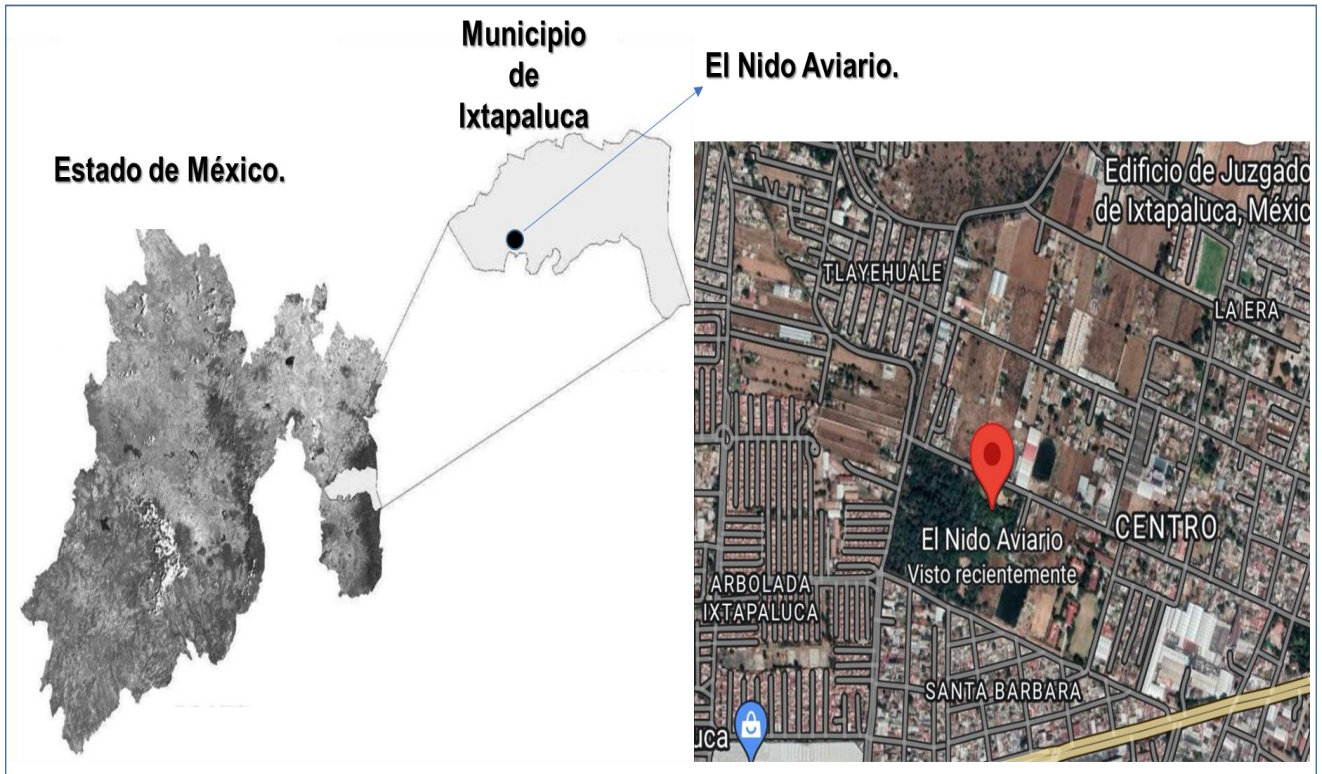 Municipio
de
Ixtapaluca
El Nido Aviario.
Estado de México.
Edificio de Juzgado
de Ixtapaluca, Méxic
TLAYEHUALE
LA ERA
CENTRO
El Nido Aviario
Visto recientemente
ARBOLADA
IXTAPALUCA
SANTA BARBARA
uca